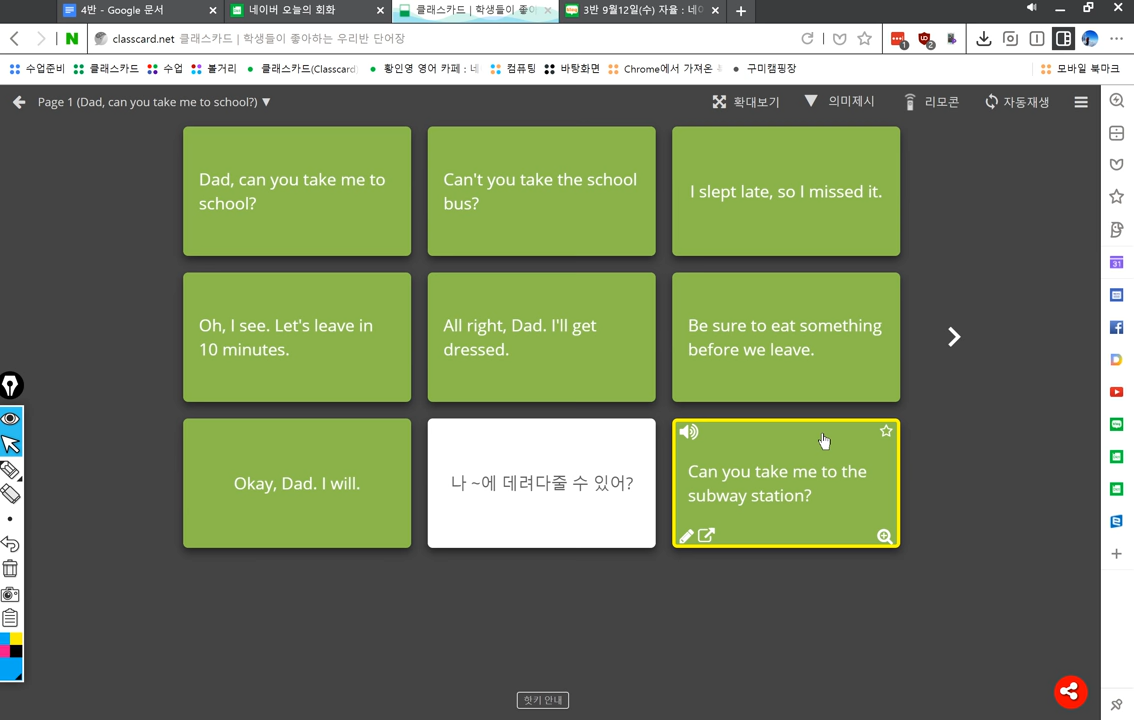 4반 - Google 문서
네이버 오늘의 회화
클래스카드 | 학생들이 좋아
3반 9월12일(수) 자율 : 네이
N
classcard.net 클래스카드 | 학생들이 좋아하는 우리반 단어장
1
2
수업준비
클래스카드
수업
볼거리
클래스카드(Classcard
황인영 영어 카페 : 네
컴퓨팅
바탕화면
Chrome에서 가져온
구미캠핑장
모바일 북마크
Page 1 (Dad, can you take me to school?) ▼
확대보기
의미제시
리모콘
자동재생
Dad, can you take me to
school?
Can't you take the school
bus?
I slept late, so I missed it.
Oh, I see. Let's leave in
10 minutes.
All right, Dad. I'll get
dressed.
Be sure to eat something
before we leave.
Okay, Dad. I will.
나 ~에 데려다줄 수 있어?
Can you take me to the
subway station?
핫키 안내
31